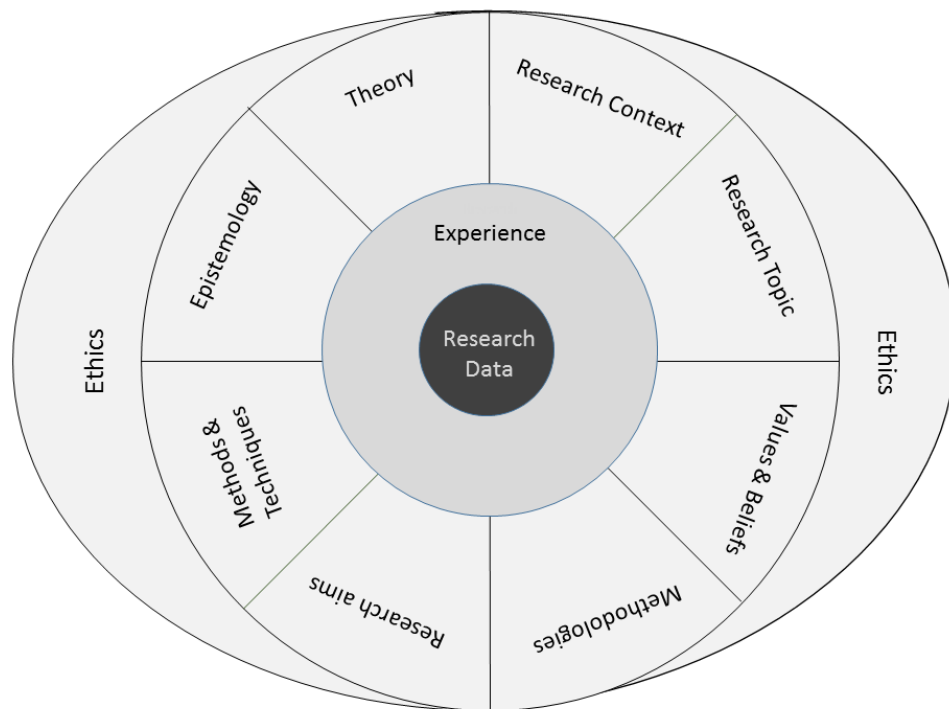 Theory
Research Context
Epistemology
Research Topic
Experience
Research
Data
Ethics
Ethics
Methods &
Techniques
Values & Beliefs
Research aims
Methodologies